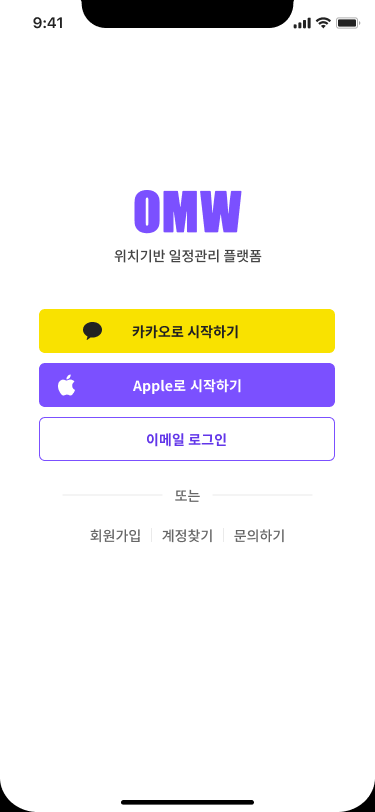 9:41
OMW
위치기반 일정관리 플랫폼
카카오로 시작하기
Apple로 시작하기
이메일 로그인
또는
회원가입 계정찾기 문의하기